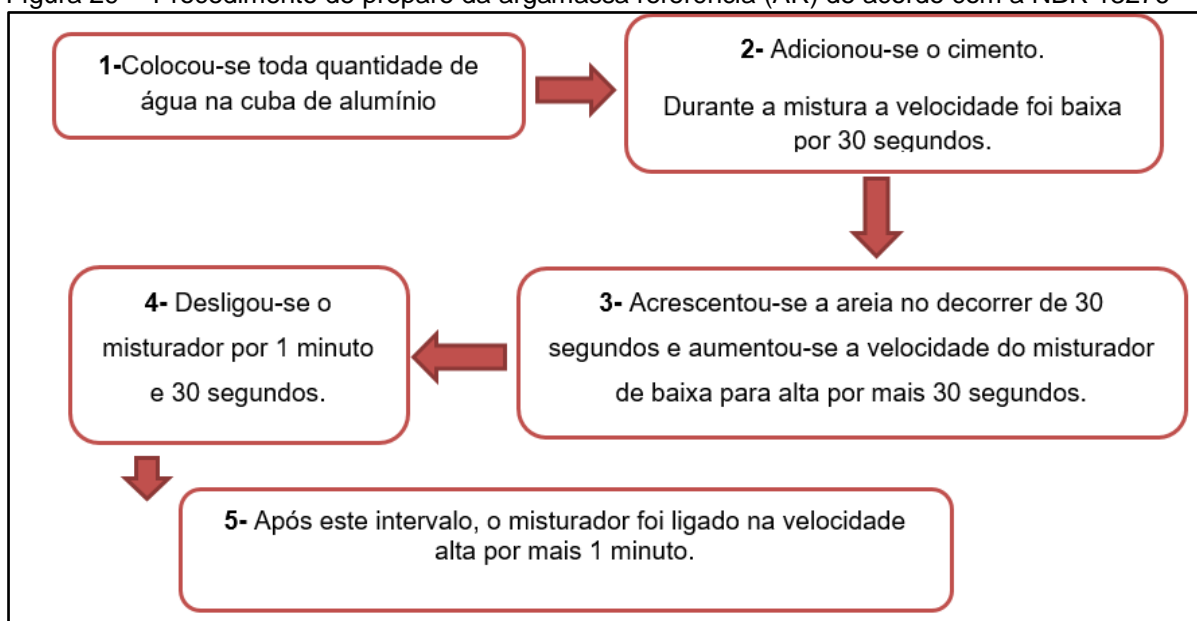 1-Colocou-se toda quantidade de
água na cuba de alumínio
2- Adicionou-se o cimento.
Durante a mistura a velocidade foi baixa
por 30 segundos.
3- Acrescentou-se a areia no decorrer de 30
segundos e aumentou-se a velocidade do misturador
de baixa para alta por mais 30 segundos.
4- Desligou-se o
misturador por 1 minuto
e 30 segundos.
5- Após este intervalo, o misturador foi ligado na velocidade
alta por mais 1 minuto.